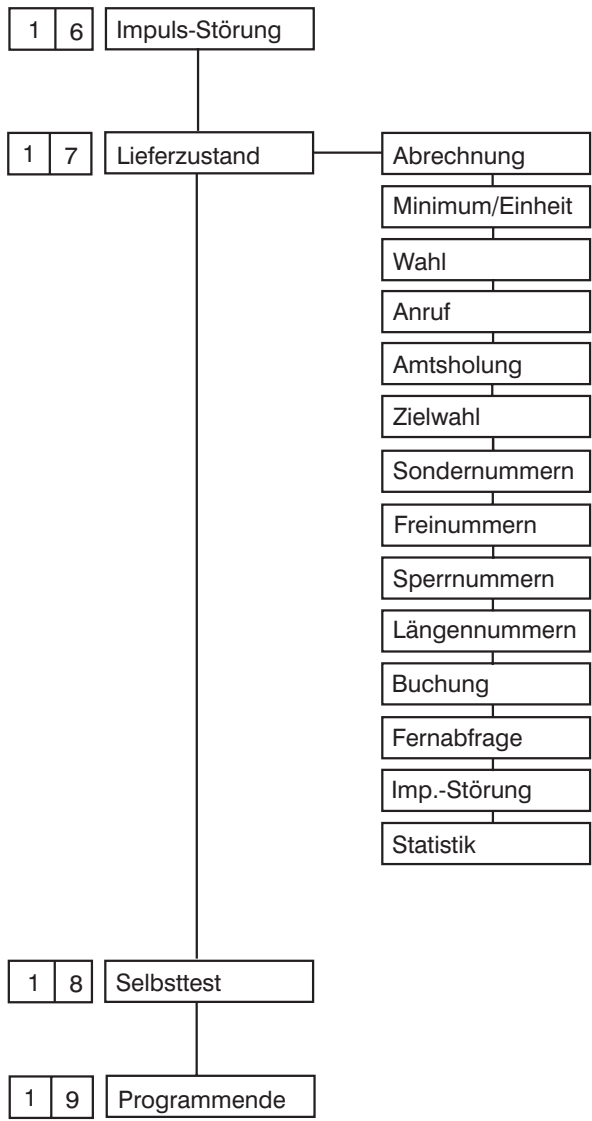 1 6 Impuls-Störung
1 7 Lieferzustand Abrechnung
Minimum/Einheit
Wahl
Anruf
Amtsholung
Zielwahl
Sondernummern
Freinummern
Sperrnummern
Längennummern
Buchung
Fernabfrage
Imp.-Störung
Statistik
1 8 Selbsttest
1 9 Programmende